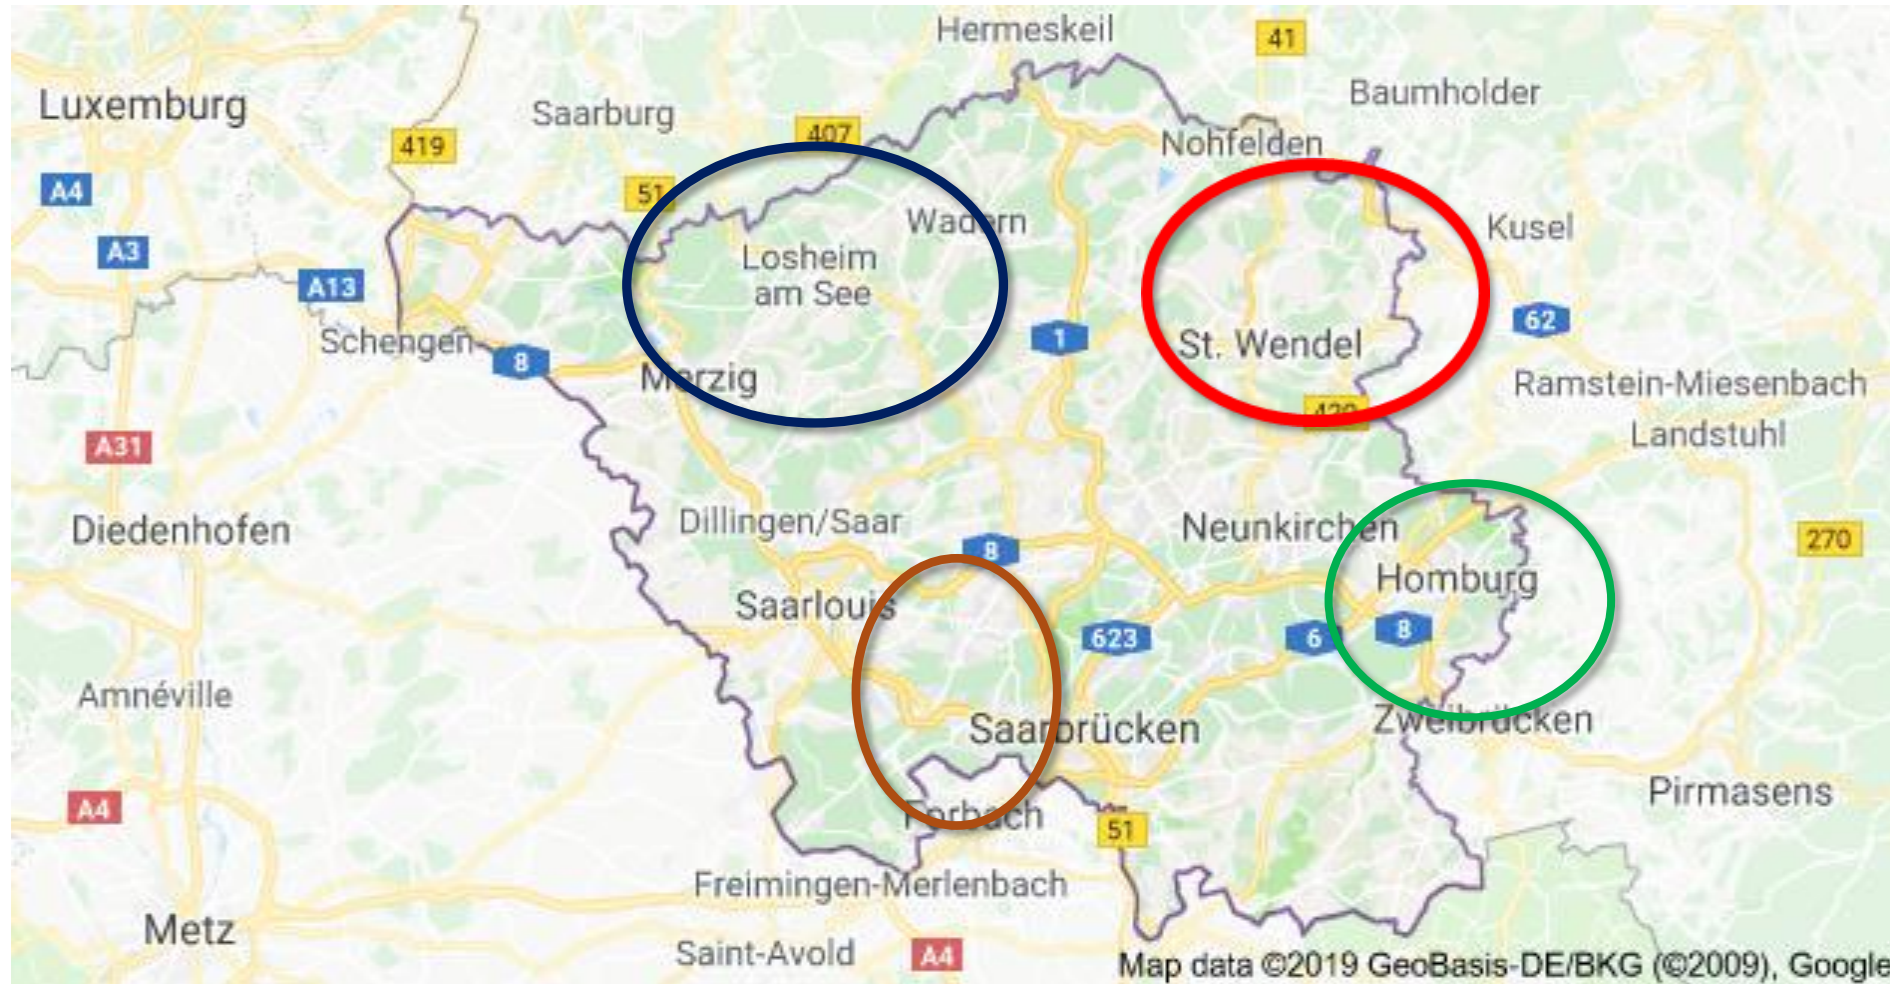 Hermeskeil
41
Baumholder
Luxemburg
Saarburg
407
419
Nohfelden
A4
51
Wadern
Kusel
A3
Losheim
am See
A13
62
Schengen
8
1
St. Wendel
Merzig
Ramstein-Miesenbach
420
Landstuhl
A31
Dillingen/Saar
Neunkirchen
Diedenhofen
270
8
Homburg
Saarlouis
623
6
8
Amnéville
Saarbrücken
Zweibrücken
Pirmasens
A4
Forbach
51
Freimingen-Merlenbach
Metz
Saint-Avold
A4
Map data ©2019 GeoBasis-DE/BKG (©2009), Google